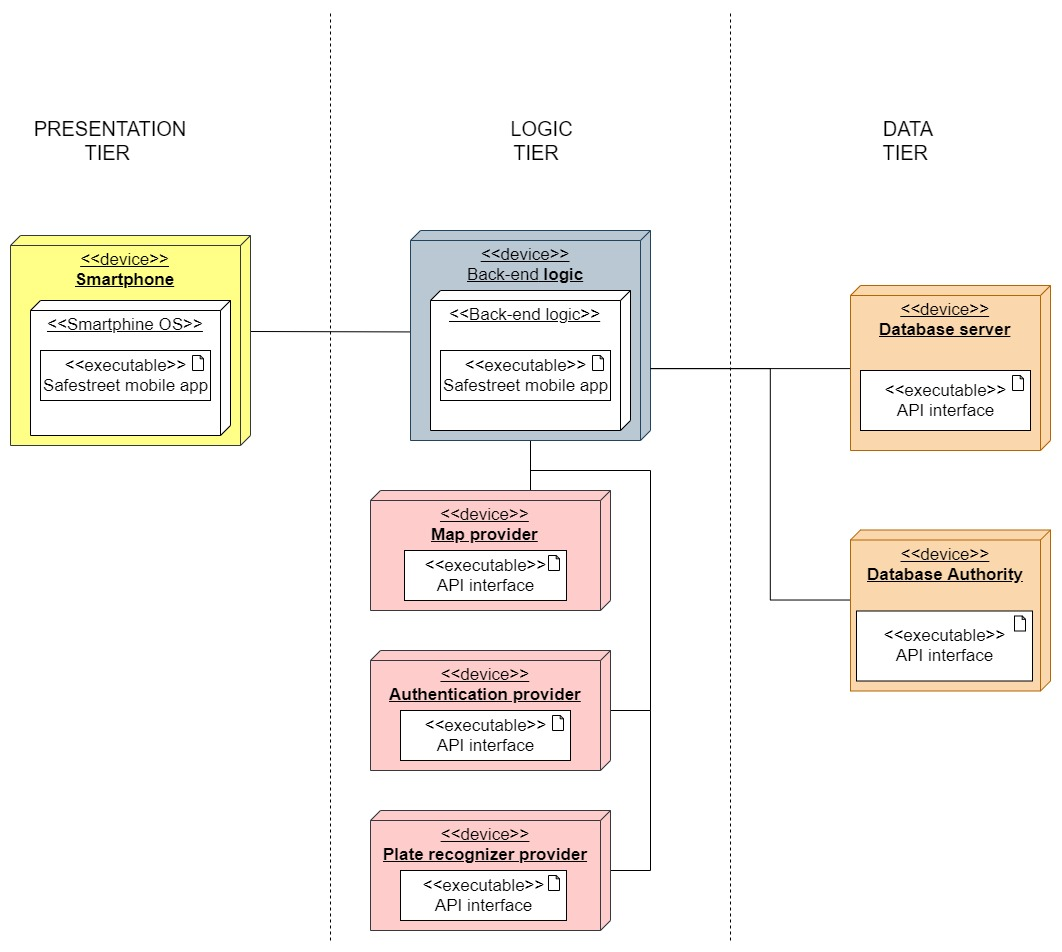 PRESENTATION
TIER
LOGIC
TIER
DATA
TIER
<<device>>
Smartphone
<<Smartphine OS>>
<<executable>>
Safestreet mobile app
<<device>>
Back-end logic
<<Back-end logic>>
<<executable>>
Safestreet mobile app
<<device>>
Map provider
<<executable>>
API interface
<<device>>
Authentication provider
<<executable>>
API interface
<<device>>
Plate recognizer provider
<<executable>>
API interface
<<device>>
Database server
<<executable>>
API interface
<<device>>
Database Authority
<<executable>>
API interface